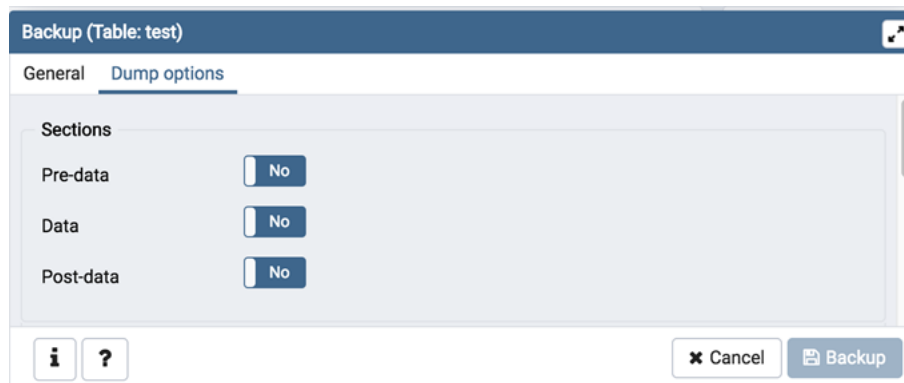 Backup (Table: test)
General Dump options
Sections
Pre-data No
Data No
Post-data No
i ? Cancel Backup